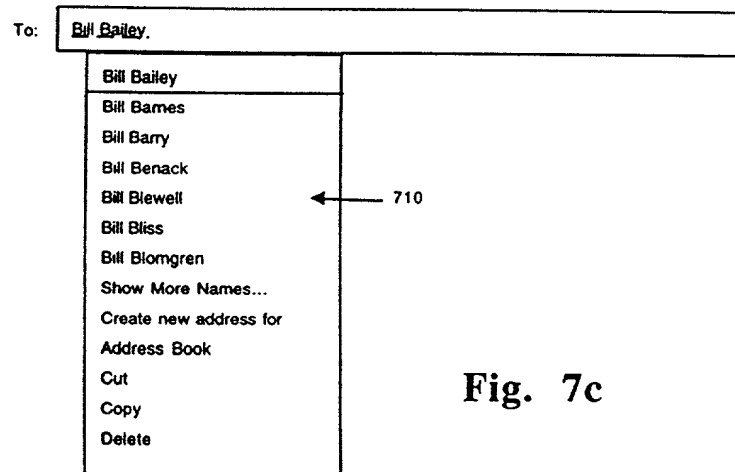 To: Bill Bailey.
Bill Bailey
Bill Barnes
Bill Barry
Bill Benack
Bill Blewell
710
Bill Bliss
Bill Blomgren
Show More Names...
Create new address for
Address Book
Cut
Copy
Delete
Fig. 7c